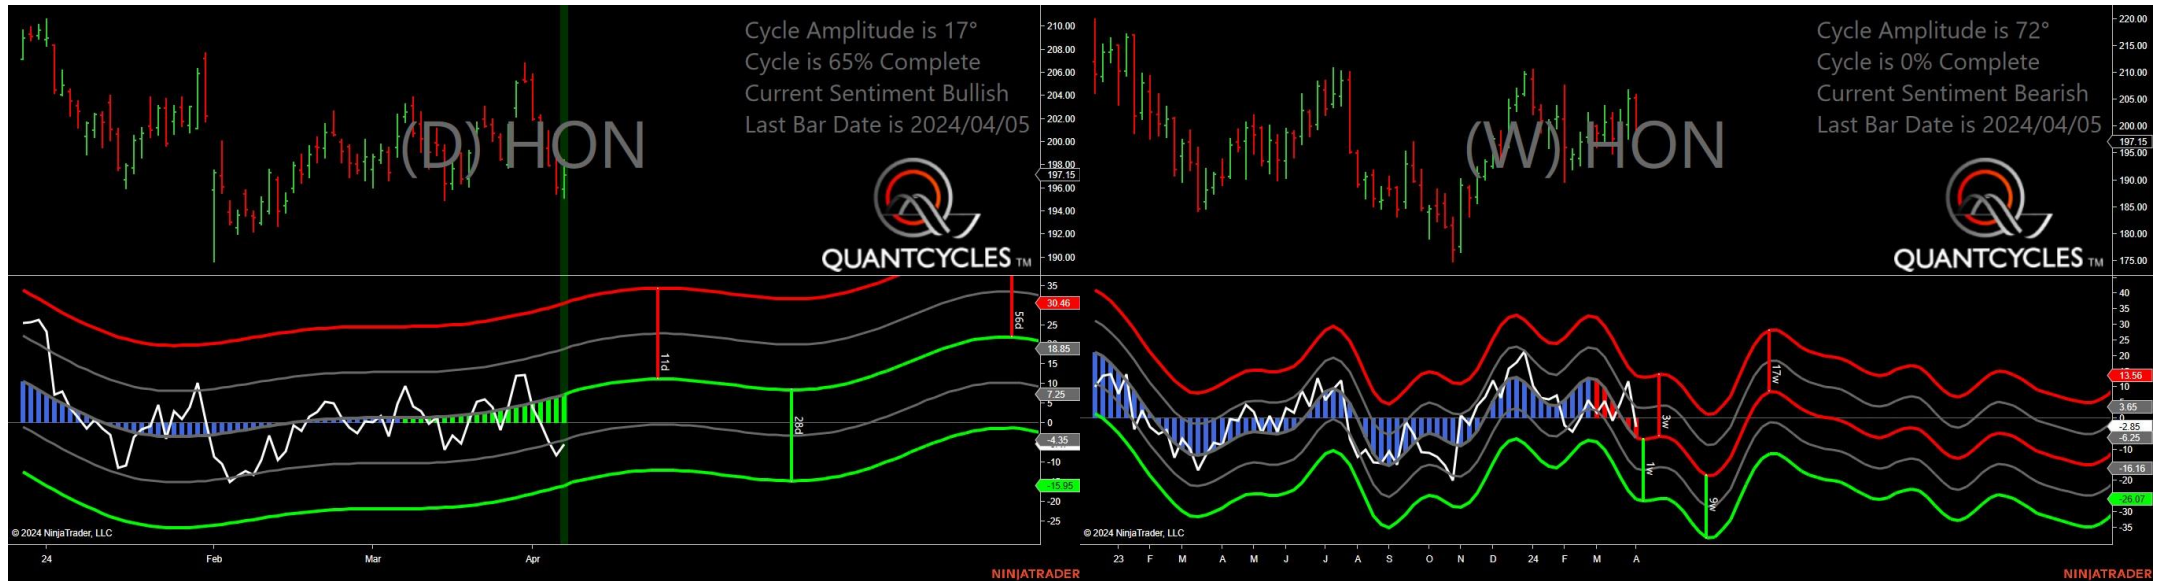 Cycle Amplitude is 17°
Cycle is 65% Complete
Current Sentiment Bullish
Last Bar Date is 2024/04/05
(D) HON
QUANTCYCLES TM
210.00
208.00
206.00
204.00
202.00
200.00
198.00
197.15
196.00
194.00
192.00
190.00
35
30.46
25
18.85
15
10
7.25
5
0
-4.35
-10
-15.95
-20
-25
11d
28d
56d
© 2024 NinjaTrader, LLC
24 Feb Mar Apr
NINJATRADER
Cycle Amplitude is 72°
Cycle is 0% Complete
Current Sentiment Bearish
Last Bar Date is 2024/04/05
(W) HON
QUANTCYCLES TM
220.00
215.00
210.00
205.00
200.00
197.15
195.00
190.00
185.00
180.00
175.00
40
35
30
25
20
13.56
10
5
3.65
0
-2.85
-6.25
-10
-16.16
-20
-26.07
-30
-35
3w
1w
9w
17w
© 2024 NinjaTrader, LLC
23 F M A M J J A S O N D 24 F M A
NINJATRADER